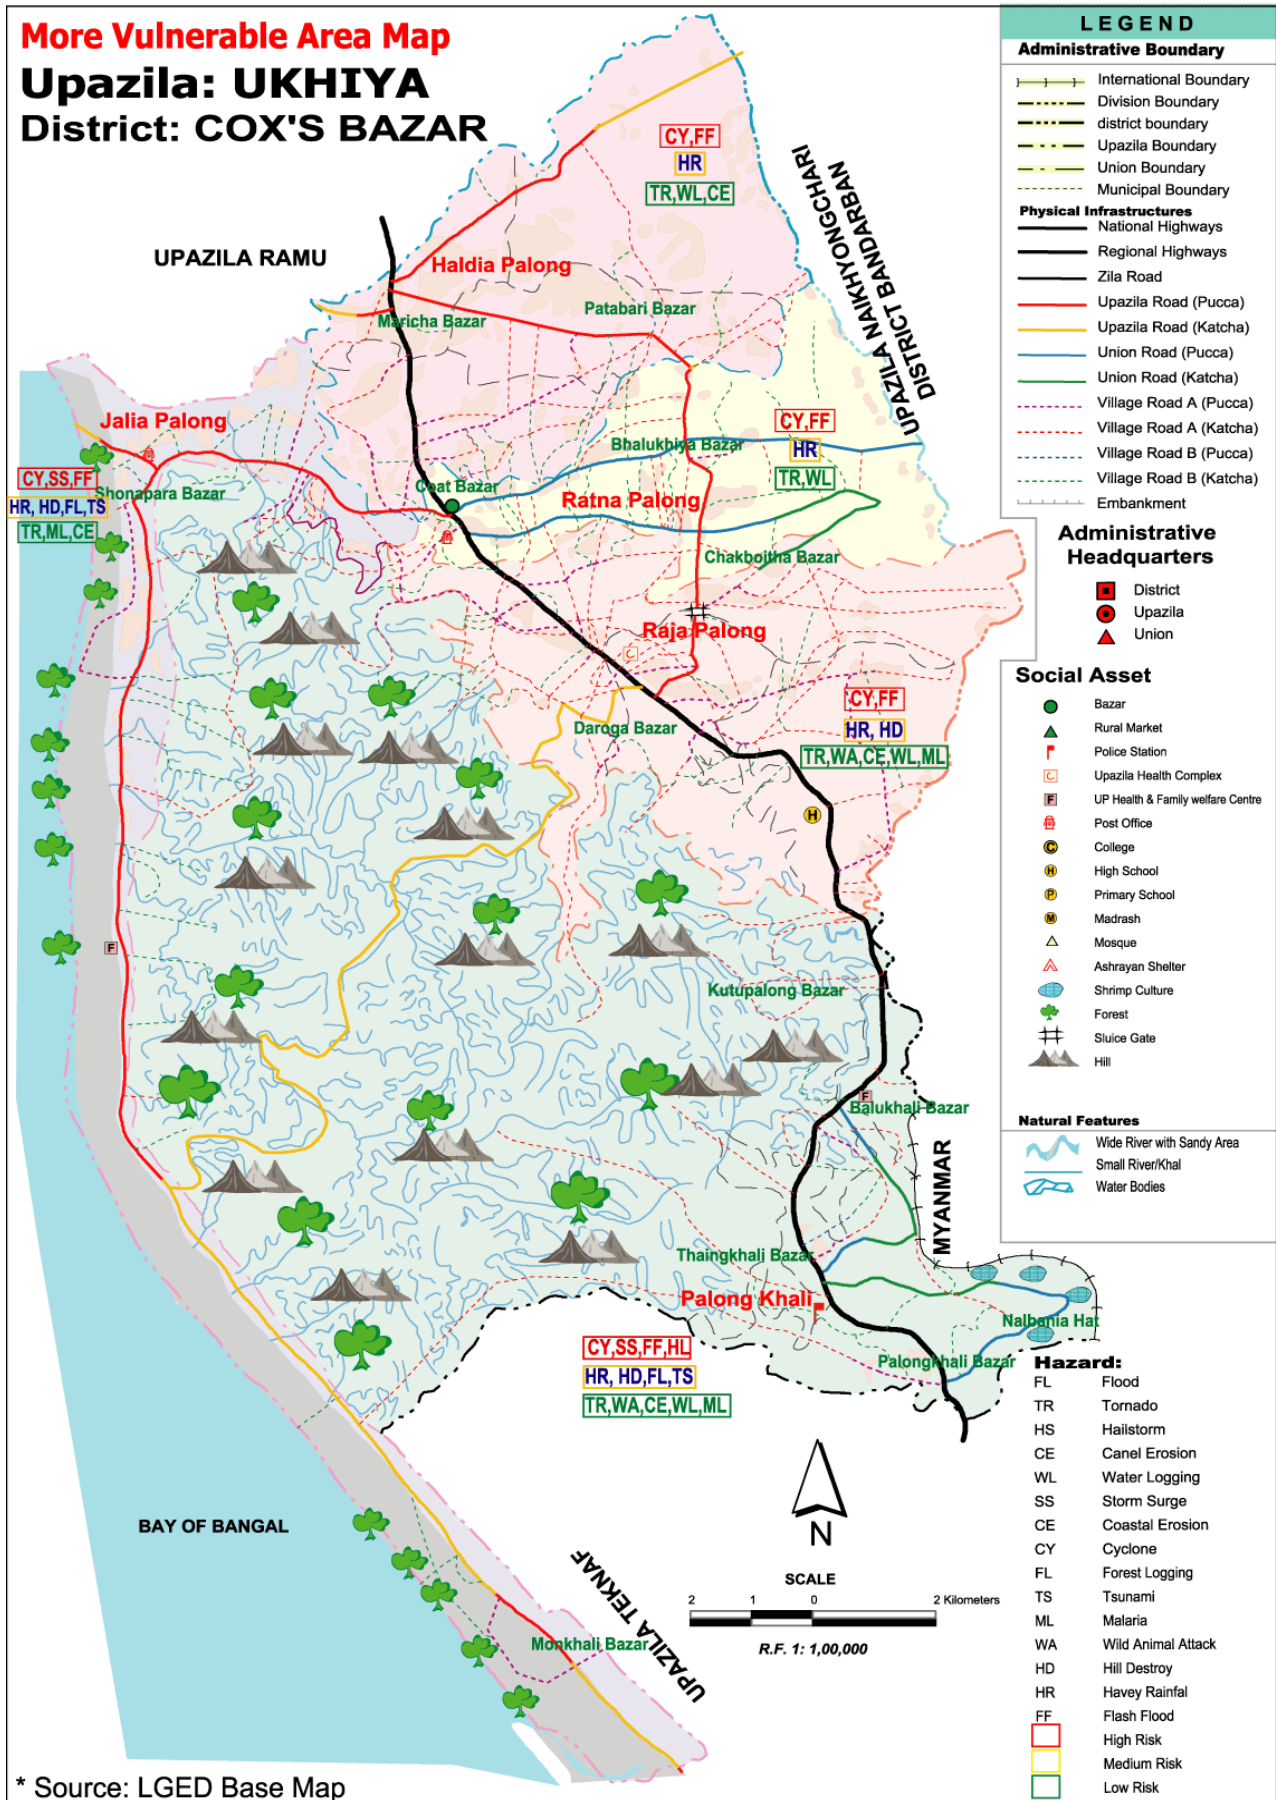 More Vulnerable Area Map
Upazila: UKHIYA
District: COX'S BAZAR
UPAZILA RAMU
UPAZILA NAIKHYONGCHARI
DISTRICT BANDARBAN
CY,FF
HR
TR,WL,CE
Haldia Palong
Patabari Bazar
Maricha Bazar
Jalia Palong
CY,SS,FF
HR, HD,FL,TS
TR,ML,CE
Shonapara Bazar
CY,FF
HR
TR,WL
Bhalukhiya Bazar
Coat Bazar
Ratna Palong
Chakboitha Bazar
Raja Palong
CY,FF
HR, HD
TR,WA,CE,WL,ML
Daroga Bazar
H
F
Kutupalong Bazar
F
Balukhali Bazar
MYANMAR
Thaingkhali Bazar
Palong Khali
Nalbania Hat
Palongkhali Bazar
CY,SS,FF,HL
HR, HD,FL,TS
TR,WA,CE,WL,ML
BAY OF BANGAL
UPAZILA TEKNAF
Monkhali Bazar
N
SCALE
2 1 0 2 Kilometers
R.F. 1: 1,00,000
* Source: LGED Base Map
LEGEND
Administrative Boundary
International Boundary
Division Boundary
district boundary
Upazila Boundary
Union Boundary
Municipal Boundary
Physical Infrastructures
National Highways
Regional Highways
Zila Road
Upazila Road (Pucca)
Upazila Road (Katcha)
Union Road (Pucca)
Union Road (Katcha)
Village Road A (Pucca)
Village Road A (Katcha)
Village Road B (Pucca)
Village Road B (Katcha)
Embankment
Administrative
Headquarters
District
Upazila
Union
Social Asset
Bazar
Rural Market
Police Station
Upazila Health Complex
F UP Health & Family welfare Centre
Post Office
C College
H High School
P Primary School
M Madrash
Mosque
Ashrayan Shelter
Shrimp Culture
Forest
Sluice Gate
Hill
Natural Features
Wide River with Sandy Area
Small River/Khal
Water Bodies
Hazard:
FL Flood
TR Tornado
HS Hailstorm
CE Canel Erosion
WL Water Logging
SS Storm Surge
CE Coastal Erosion
CY Cyclone
FL Forest Logging
TS Tsunami
ML Malaria
WA Wild Animal Attack
HD Hill Destroy
HR Havey Rainfal
FF Flash Flood
High Risk
Medium Risk
Low Risk